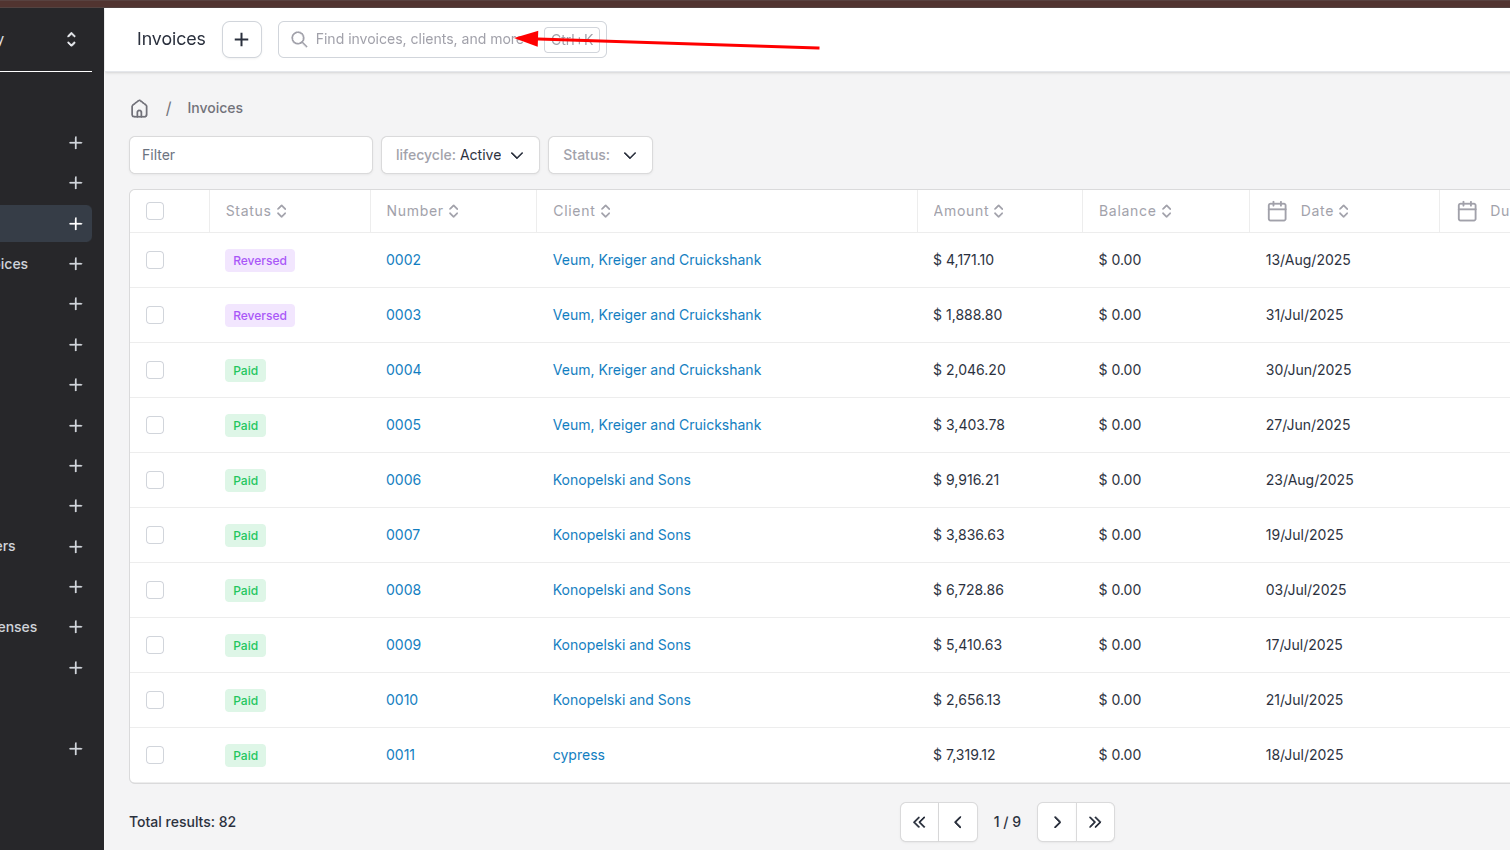 y
Invoices
Find invoices, clients, and more
Ctrl+K
/ Invoices
Filter
lifecycle: Active
Status:
Status Number Client Amount Balance Date Du
Reversed 0002 Veum, Kreiger and Cruickshank $ 4,171.10 $ 0.00 13/Aug/2025
Reversed 0003 Veum, Kreiger and Cruickshank $ 1,888.80 $ 0.00 31/Jul/2025
Paid 0004 Veum, Kreiger and Cruickshank $ 2,046.20 $ 0.00 30/Jun/2025
Paid 0005 Veum, Kreiger and Cruickshank $ 3,403.78 $ 0.00 27/Jun/2025
Paid 0006 Konopelski and Sons $ 9,916.21 $ 0.00 23/Aug/2025
Paid 0007 Konopelski and Sons $ 3,836.63 $ 0.00 19/Jul/2025
Paid 0008 Konopelski and Sons $ 6,728.86 $ 0.00 03/Jul/2025
Paid 0009 Konopelski and Sons $ 5,410.63 $ 0.00 17/Jul/2025
Paid 0010 Konopelski and Sons $ 2,656.13 $ 0.00 21/Jul/2025
Paid 0011 cypress $ 7,319.12 $ 0.00 18/Jul/2025
Total results: 82
1 / 9
ices
ers
enses